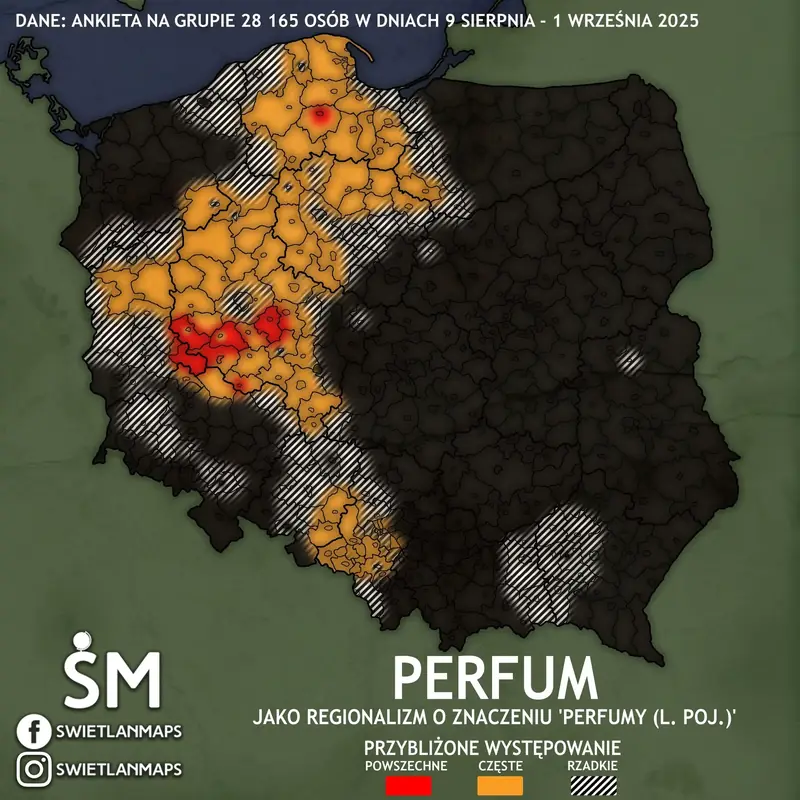 DANE: ANKIETA NA GRUPIE 28 165 OSÓB W DNIACH 9 SIERPNIA - 1 WRZEŚNIA 2025
ŚM
SWIETLANMAPS
SWIETLANMAPS
PERFUM
JAKO REGIONALIZM O ZNACZENIU 'PERFUMY (L. POJ.)'
PRZYBLIŻONE WYSTĘPOWANIE
POWSZECHNE CZĘSTE RZADKIE